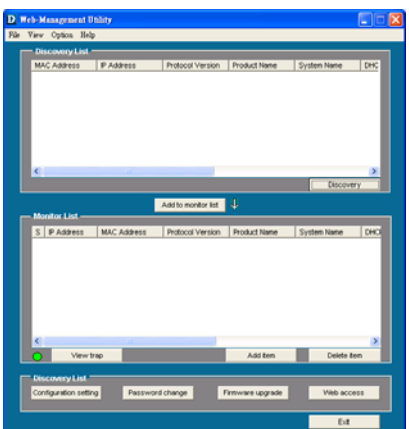 D Web-Management Utility
File View Option Help
Discovery List
MAC Address IP Address Protocol Version Product Name System Name DHC
Discovery
Add to monitor list ↓
Monitor List
S IP Address MAC Address Protocol Version Product Name System Name DHC
View trap Add item Delete item
Discovery List
Configuration setting Password change Firmware upgrade Web access
Exit